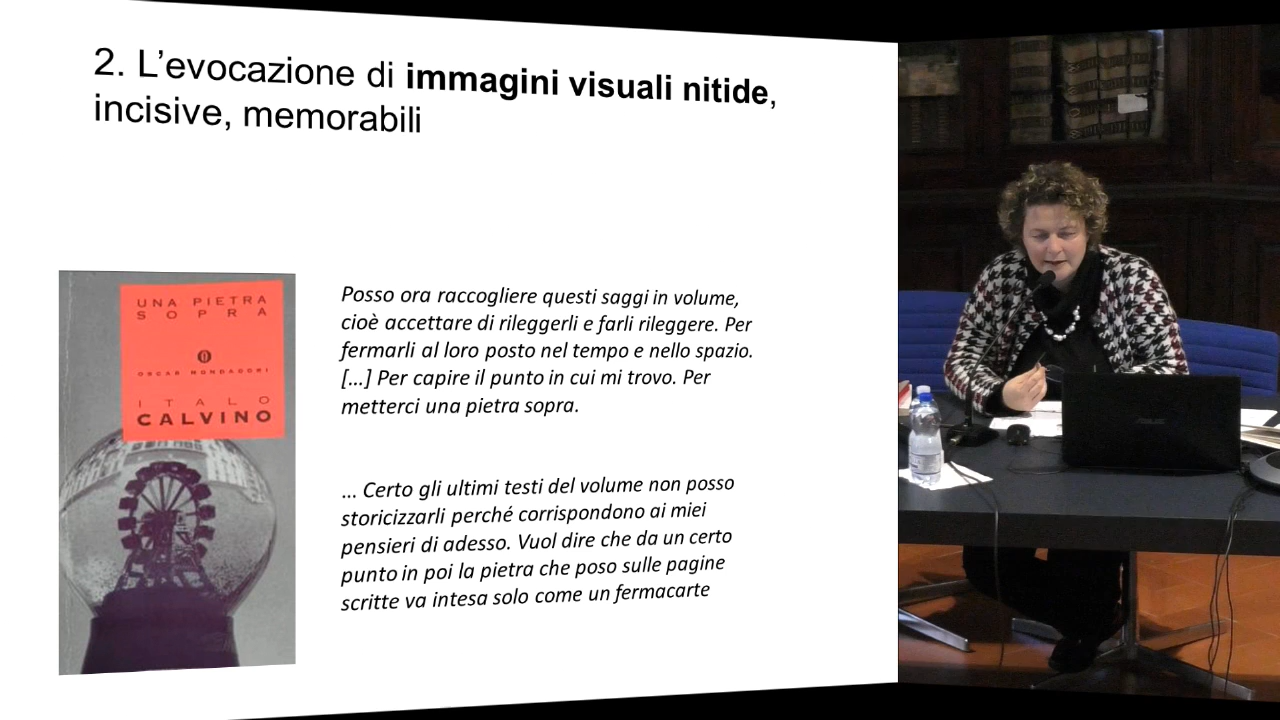 2. L’evocazione di immagini visuali nitide,
incisive, memorabili
UNA PIETRA
SOPRA
OSCAR MONDADORI
ITALO
CALVINO
Posso ora raccogliere questi saggi in volume,
cioè accettare di rileggerli e farli rileggere. Per
fermarli al loro posto nel tempo e nello spazio.
[…] Per capire il punto in cui mi trovo. Per
metterci una pietra sopra.
… Certo gli ultimi testi del volume non posso
storicizzarli perché corrispondono ai miei
pensieri di adesso. Vuol dire che da un certo
punto in poi la pietra che poso sulle pagine
scritte va intesa solo come un fermacarte
ASUS